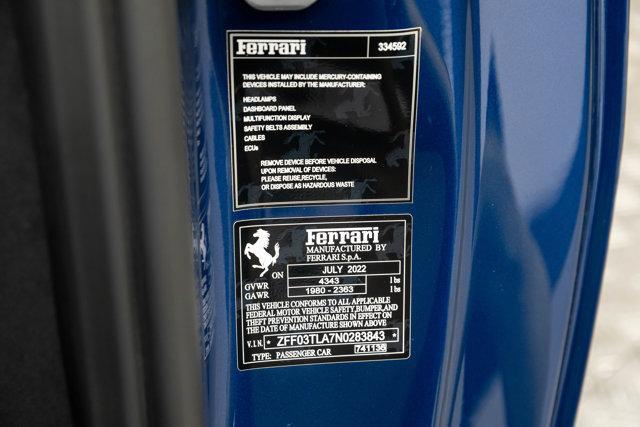 Ferrari 334502
THIS VEHICLE MAY INCLUDE MERCURY-CONTAINING
DEVICES INSTALLED BY THE MANUFACTURER:
HEADLAMPS
DASHBOARD PANEL
MULTIFUNCTION DISPLAY
SAFETY BELTS ASSEMBLY
CABLES
ECUs
REMOVE DEVICE BEFORE VEHICLE DISPOSAL
UPON REMOVAL OF DEVICES:
PLEASE REUSE,RECYCLE,
OR DISPOSE AS HAZARDOUS WASTE
Ferrari
MANUFACTURED BY
FERRARI S.p.A.
ON JULY 2022
GVWR 4343 lbs
GAWR 1980 - 2363 lbs
THIS VEHICLE CONFORMS TO ALL APPLICABLE
FEDERAL MOTOR VEHICLE SAFETY,BUMPER,AND
THEFT PREVENTION STANDARDS IN EFFECT ON
THE DATE OF MANUFACTURE SHOWN ABOVE
V.I.N. * ZFF03TLA7N0283843 *
TYPE: PASSENGER CAR 741136